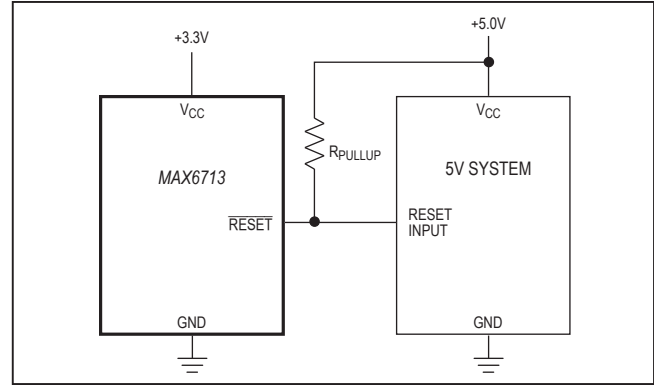 +3.3V
+5.0V
VCC
VCC
RPULLUP
MAX6713
5V SYSTEM
RESET
RESET
INPUT
GND
GND